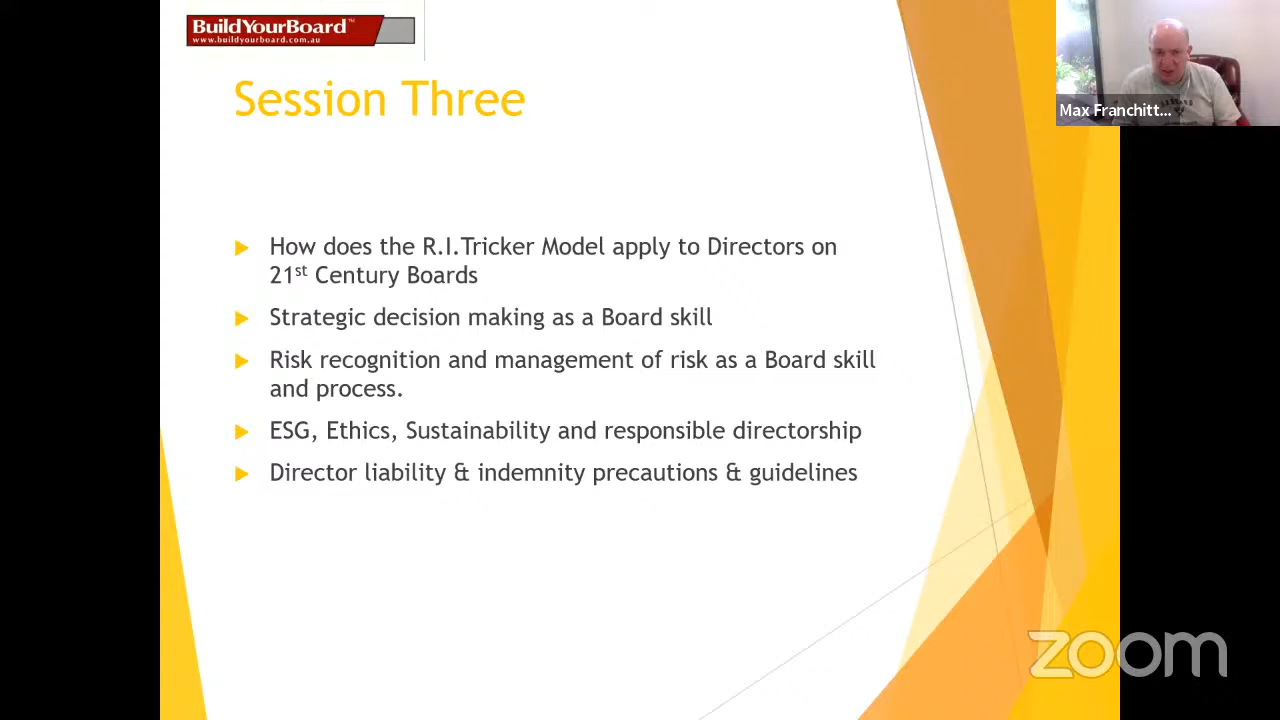 BuildYourBoard™
www.buildyourboard.com.au
Max Franchitt...
Session Three
How does the R.I.Tricker Model apply to Directors on
21st Century Boards
Strategic decision making as a Board skill
Risk recognition and management of risk as a Board skill
and process.
ESG, Ethics, Sustainability and responsible directorship
Director liability & indemnity precautions & guidelines
zoom